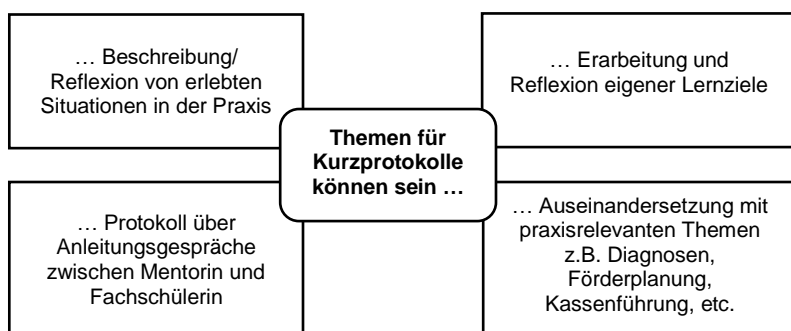 … Beschreibung/
Reflexion von erlebten
Situationen in der Praxis
… Erarbeitung und
Reflexion eigener Lernziele
Themen für
Kurzprotokolle
können sein …
… Protokoll über
Anleitungsgespräche
zwischen Mentorin und
Fachschülerin
… Auseinandersetzung mit
praxisrelevanten Themen
z.B. Diagnosen,
Förderplanung,
Kassenführung, etc.